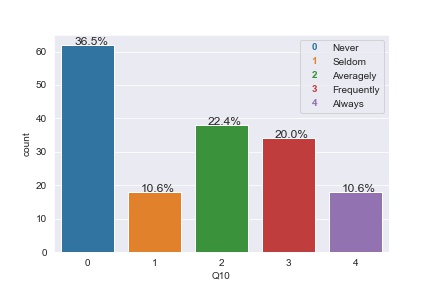 36.5%
10.6%
22.4%
20.0%
10.6%
0 Never
1 Seldom
2 Averagely
3 Frequently
4 Always
60
50
40
30
20
10
0
count
0 1 2 3 4
Q10